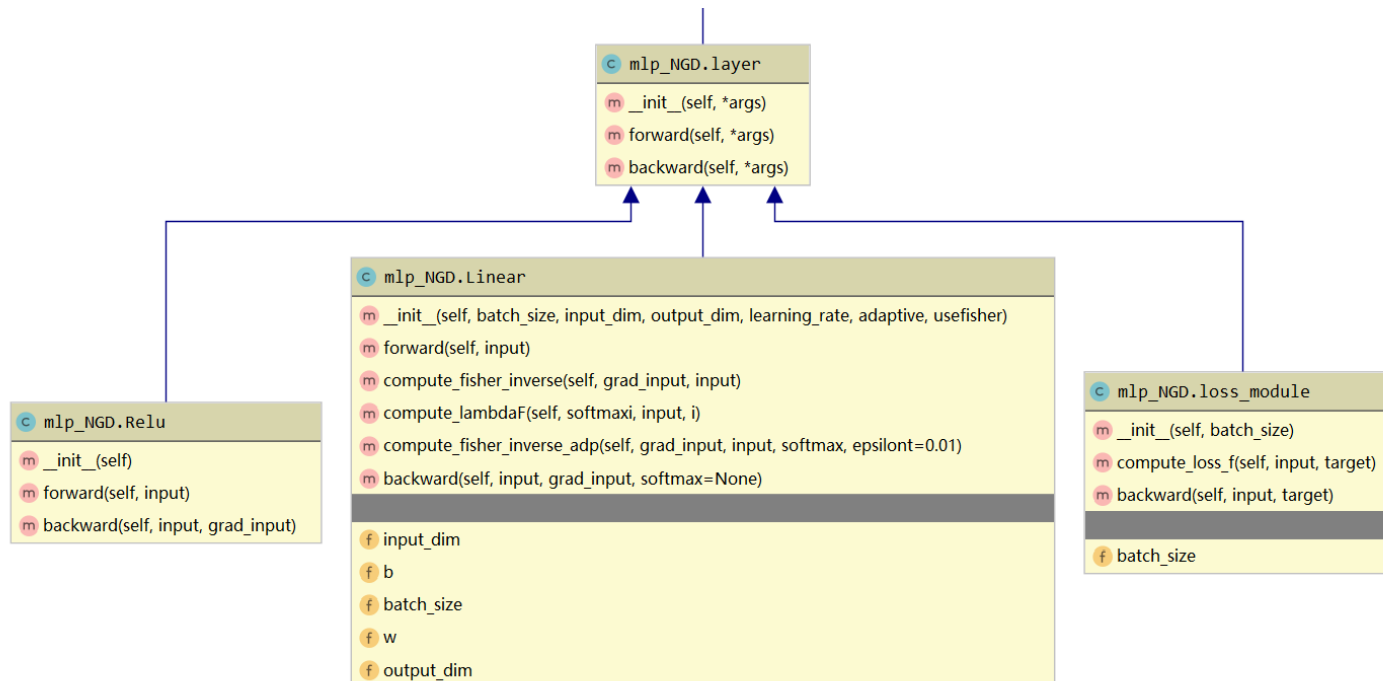 C mlp_NGD.layer
m __init__(self, *args)
m forward(self, *args)
m backward(self, *args)
C mlp_NGD.Relu
m __init__(self)
m forward(self, input)
m backward(self, input, grad_input)
C mlp_NGD.Linear
m __init__(self, batch_size, input_dim, output_dim, learning_rate, adaptive, usefisher)
m forward(self, input)
m compute_fisher_inverse(self, grad_input, input)
m compute_lambdaF(self, softmaxi, input, i)
m compute_fisher_inverse_adp(self, grad_input, input, softmax, epsilont=0.01)
m backward(self, input, grad_input, softmax=None)
f input_dim
f b
f batch_size
f w
f output_dim
C mlp_NGD.loss_module
m __init__(self, batch_size)
m compute_loss_f(self, input, target)
m backward(self, input, target)
f batch_size